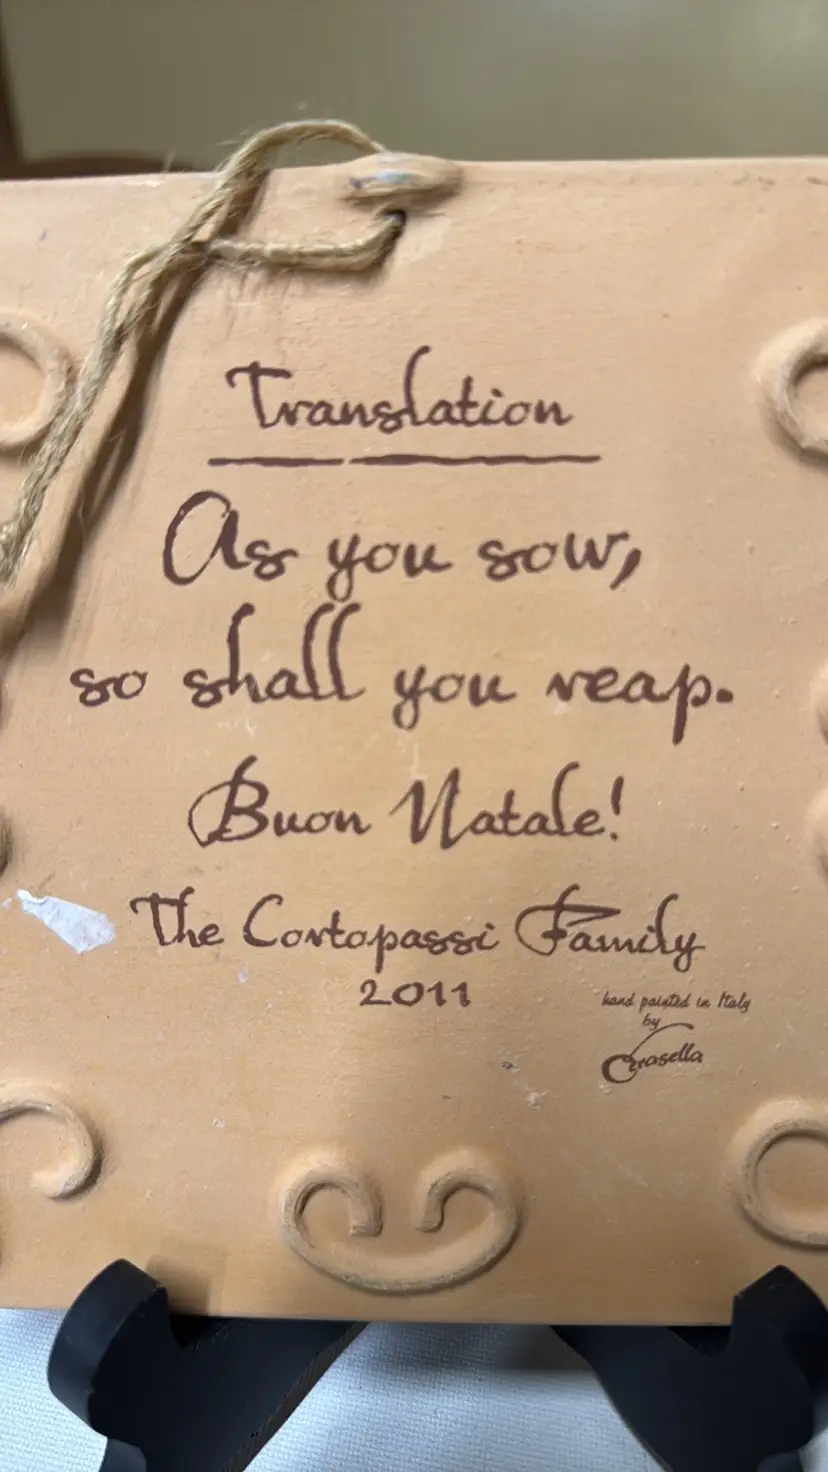 Translation
As you sow,
so shall you reap.
Buon Natale!
The Cortopassi Family
2011
hand painted in Italy
by